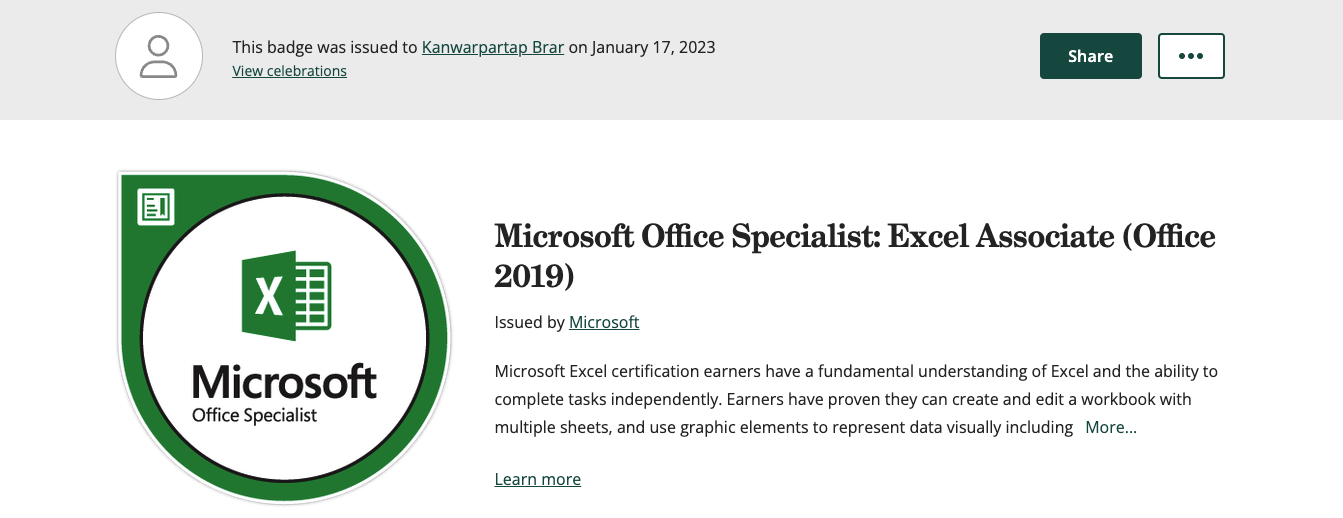 This badge was issued to Kanwarpartap Brar on January 17, 2023
View celebrations
Share
Microsoft
Office Specialist
Microsoft Office Specialist: Excel Associate (Office
2019)
Issued by Microsoft
Microsoft Excel certification earners have a fundamental understanding of Excel and the ability to
complete tasks independently. Earners have proven they can create and edit a workbook with
multiple sheets, and use graphic elements to represent data visually including More...
Learn more